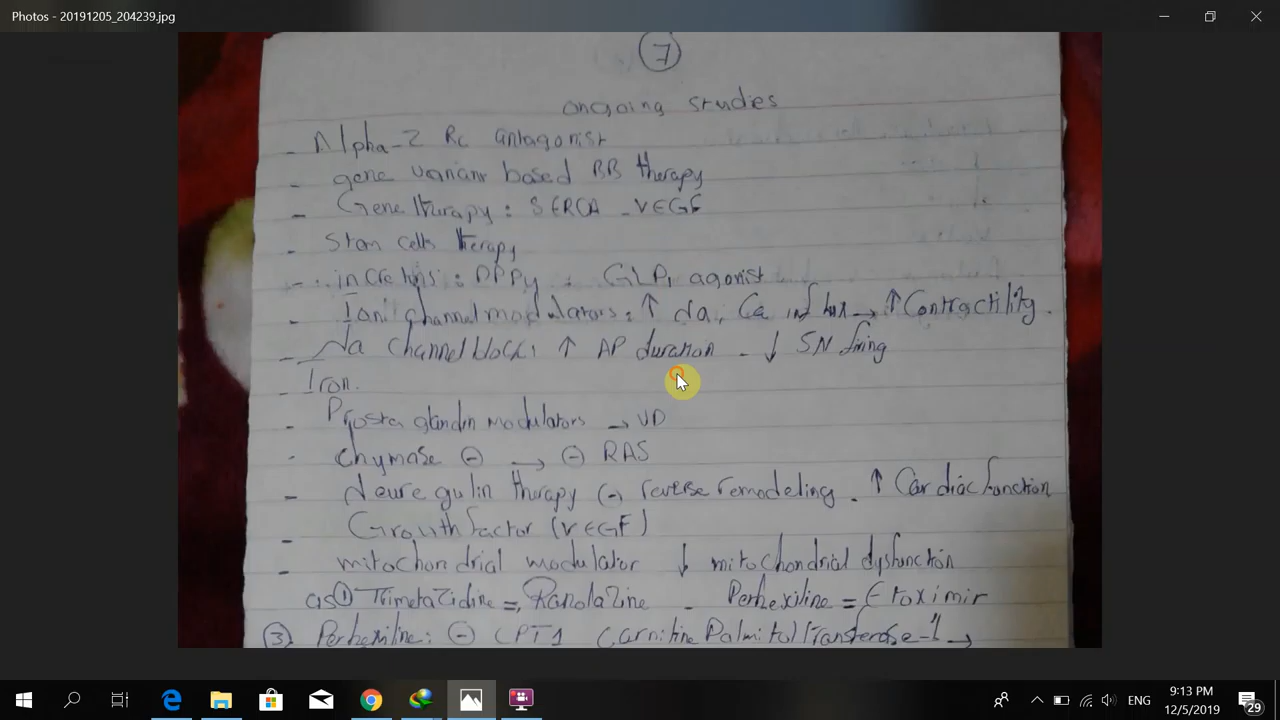 Photos - 20191205_204239.jpg
7
ongoing studies
- Alpha-2 Rc antagonist
- gene variant based BB therapy
- Gene therapy: SERCA - VEGF
- Stem cells therapy
- incretins: DPP4 : GLP1 agonist
- Ion channel modulators: ↑ Na, Ca influx → ↑ Contractility.
- Na channel block: ↑ AP duration - ↓ SN firing
- Iron.
- Prostaglandin modulators → VD
- chymase ⊖ → ⊖ RAS
- Neuregulin therapy (-) reverse remodeling. ↑ Cardiac function
- Growth factor (VEGF)
- mitochondrial modulator ↓ mitochondrial dysfunction
as ① Trimetazidine =, Ranolazine - Perhexiline = Etoximir
③ Perhexiline: ⊖ CPT1 (Carnitine Palmitol Transferase-1 →
ENG
9:13 PM
12/5/2019
29